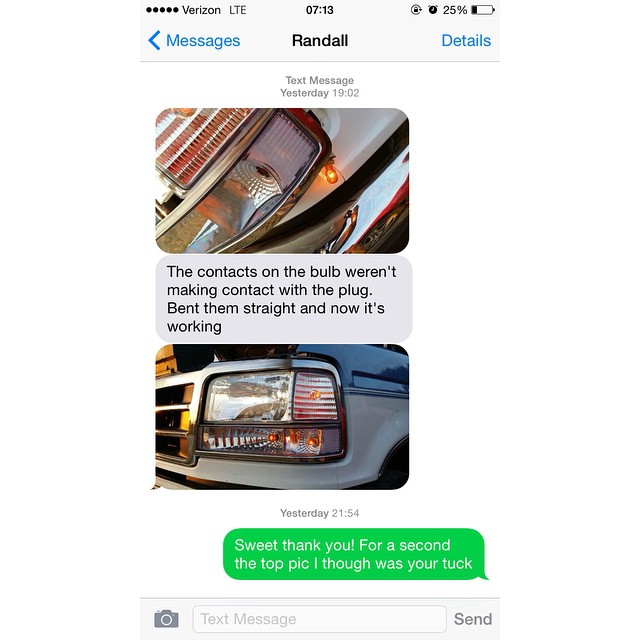 Verizon LTE 07:13 25%
Messages Randall Details
Text Message
Yesterday 19:02
The contacts on the bulb weren't
making contact with the plug.
Bent them straight and now it's
working
Yesterday 21:54
Sweet thank you! For a second
the top pic I though was your tuck
Text Message Send